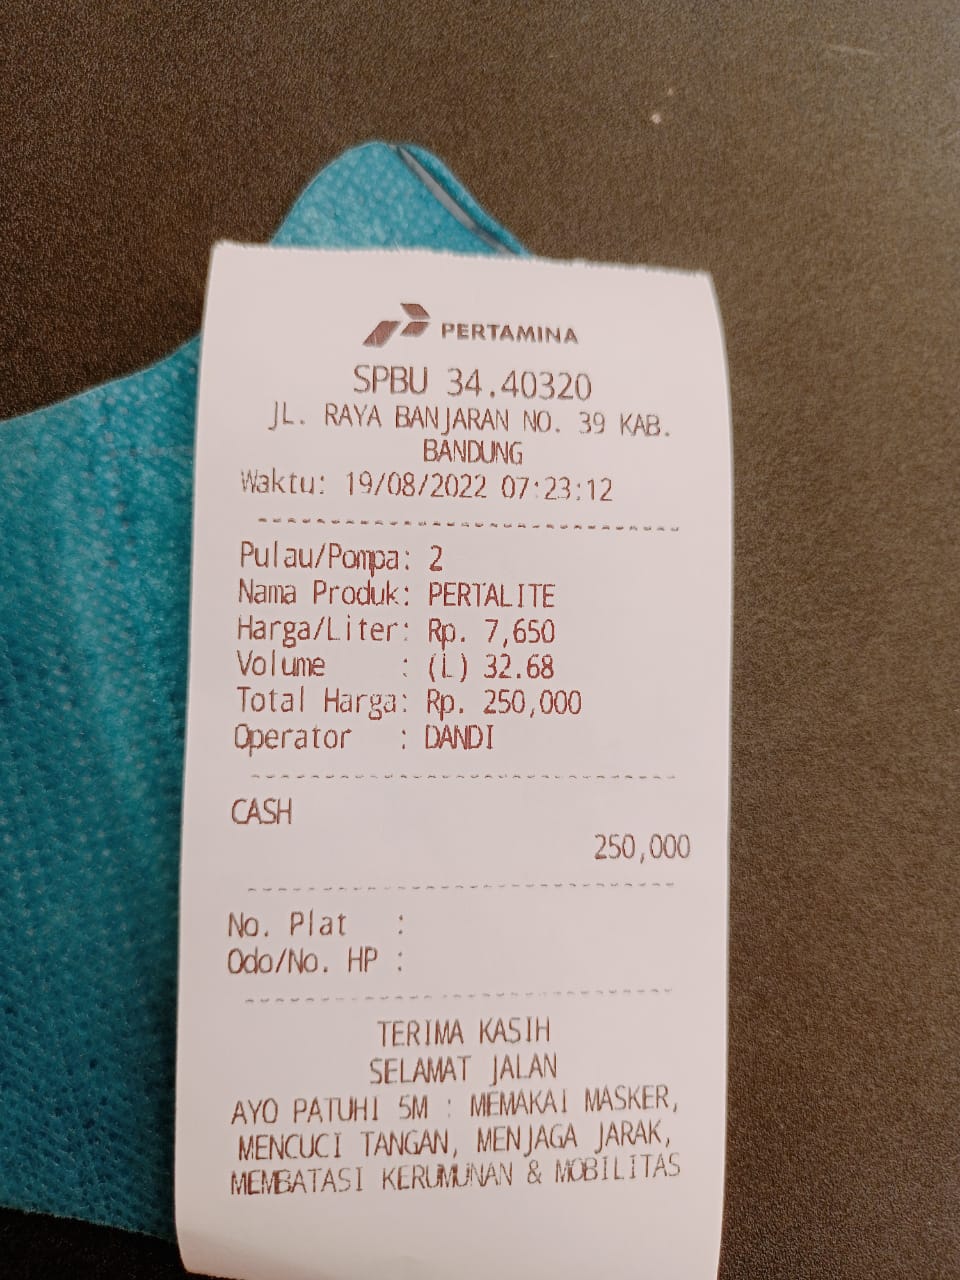 PERTAMINA
SPBU 34.40320
JL. RAYA BANJARAN NO. 39 KAB.
BANDUNG
Waktu: 19/08/2022 07:23:12
Pulau/Pompa: 2
Nama Produk: PERTALITE
Harga/Liter: Rp. 7,650
Volume : (L) 32.68
Total Harga: Rp. 250,000
Operator : DANDI
CASH
250,000
No. Plat :
Odo/No. HP :
TERIMA KASIH
SELAMAT JALAN
AYO PATUHI 5M : MEMAKAI MASKER,
MENCUCI TANGAN, MENJAGA JARAK,
MEMBATASI KERUMUNAN & MOBILITAS